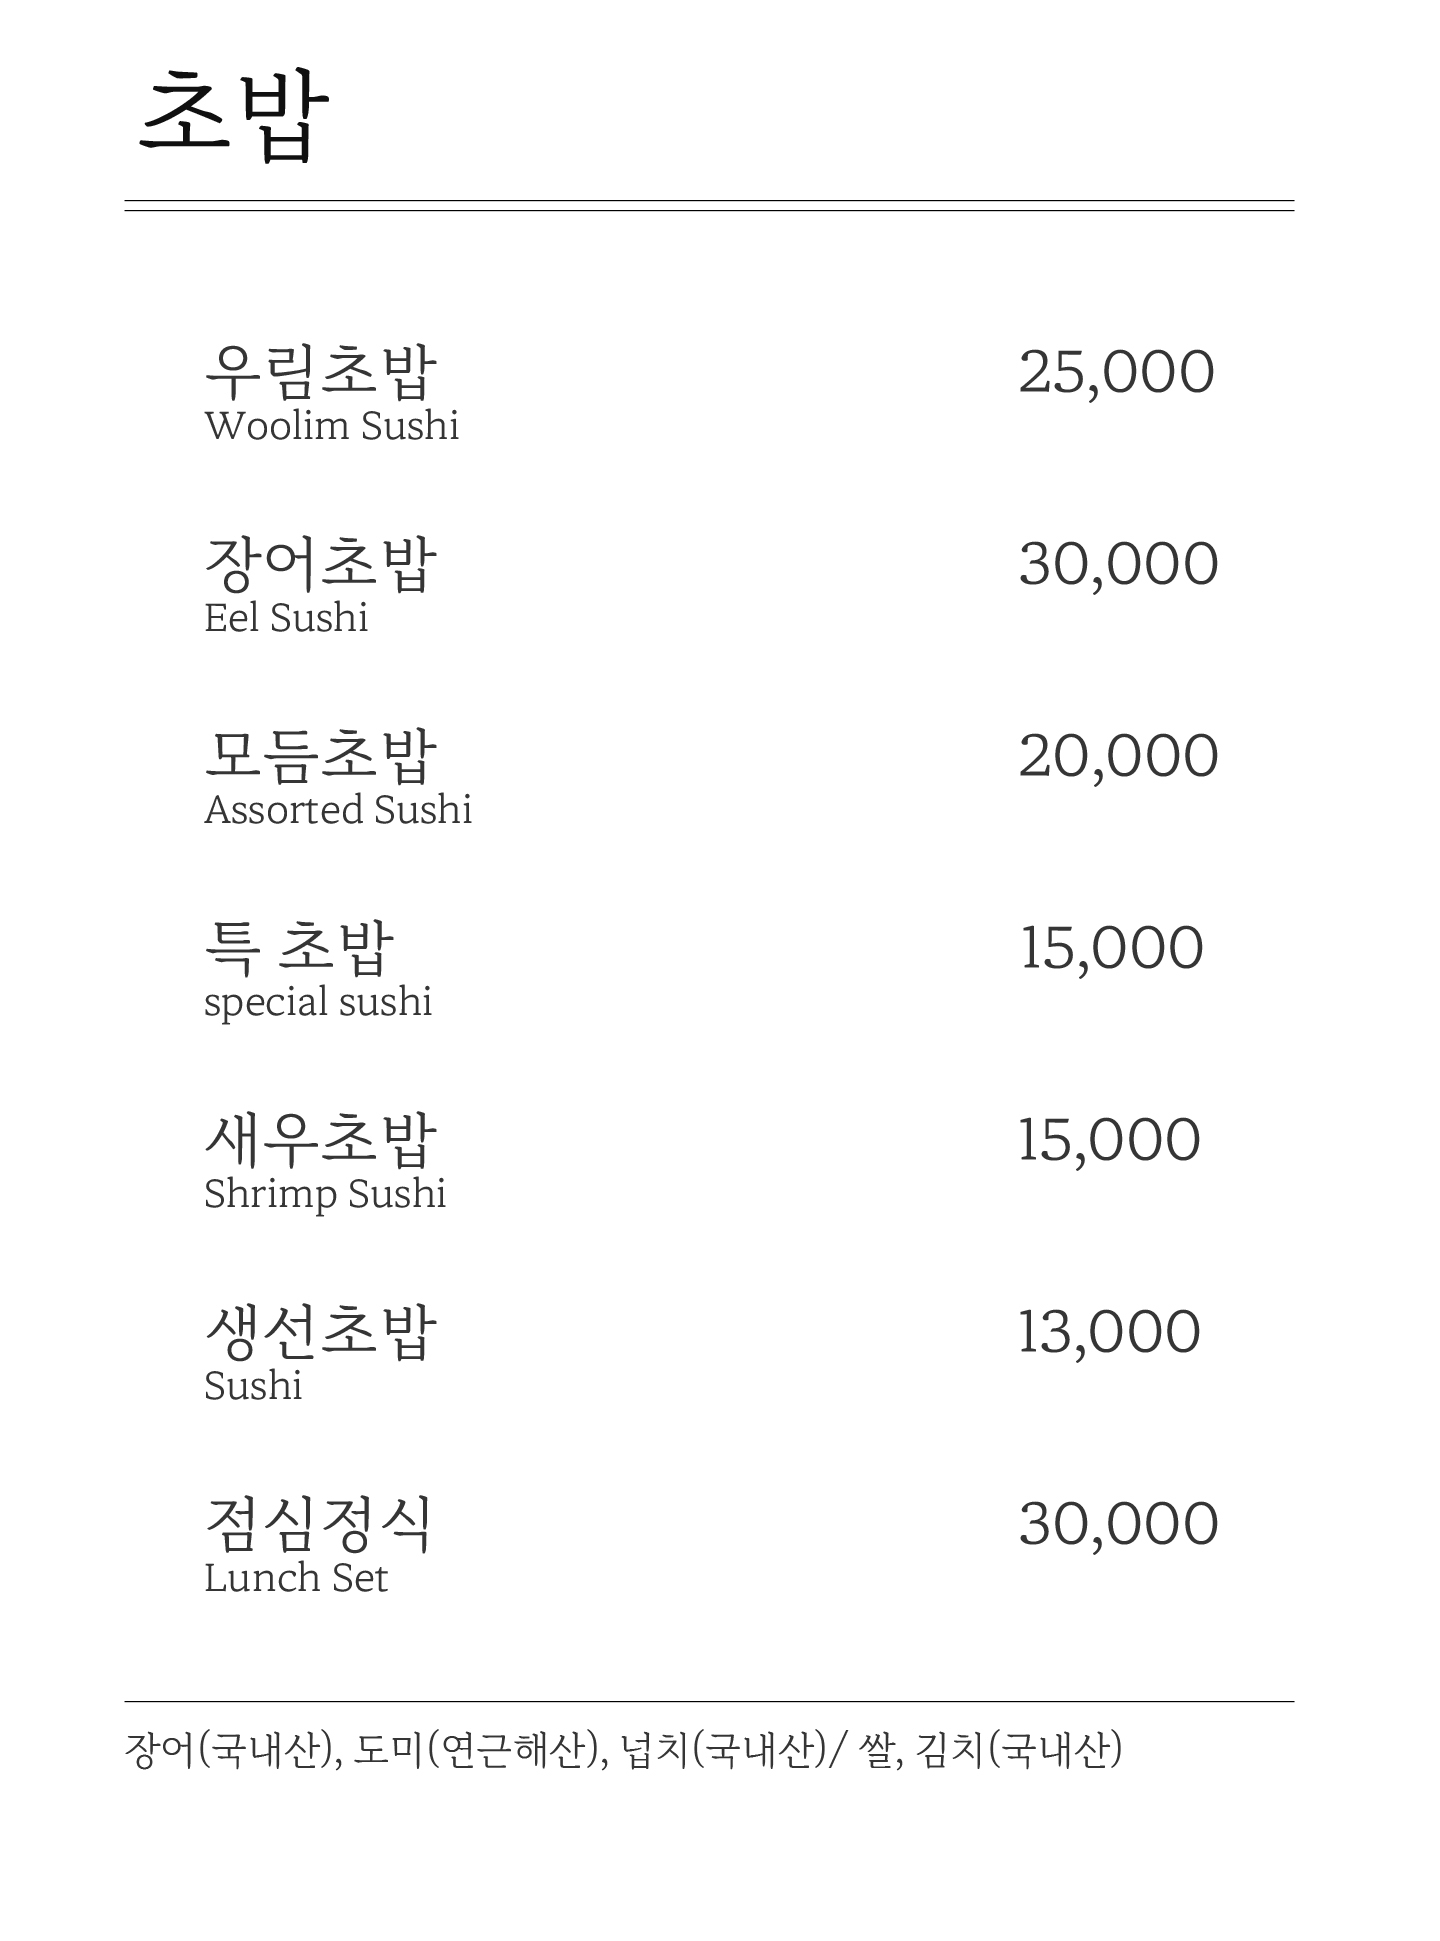 초밥
우림초밥 25,000
Woolim Sushi
장어초밥 30,000
Eel Sushi
모듬초밥 20,000
Assorted Sushi
특 초밥 15,000
special sushi
새우초밥 15,000
Shrimp Sushi
생선초밥 13,000
Sushi
점심정식 30,000
Lunch Set
장어(국내산), 도미(연근해산), 넙치(국내산)/ 쌀, 김치(국내산)